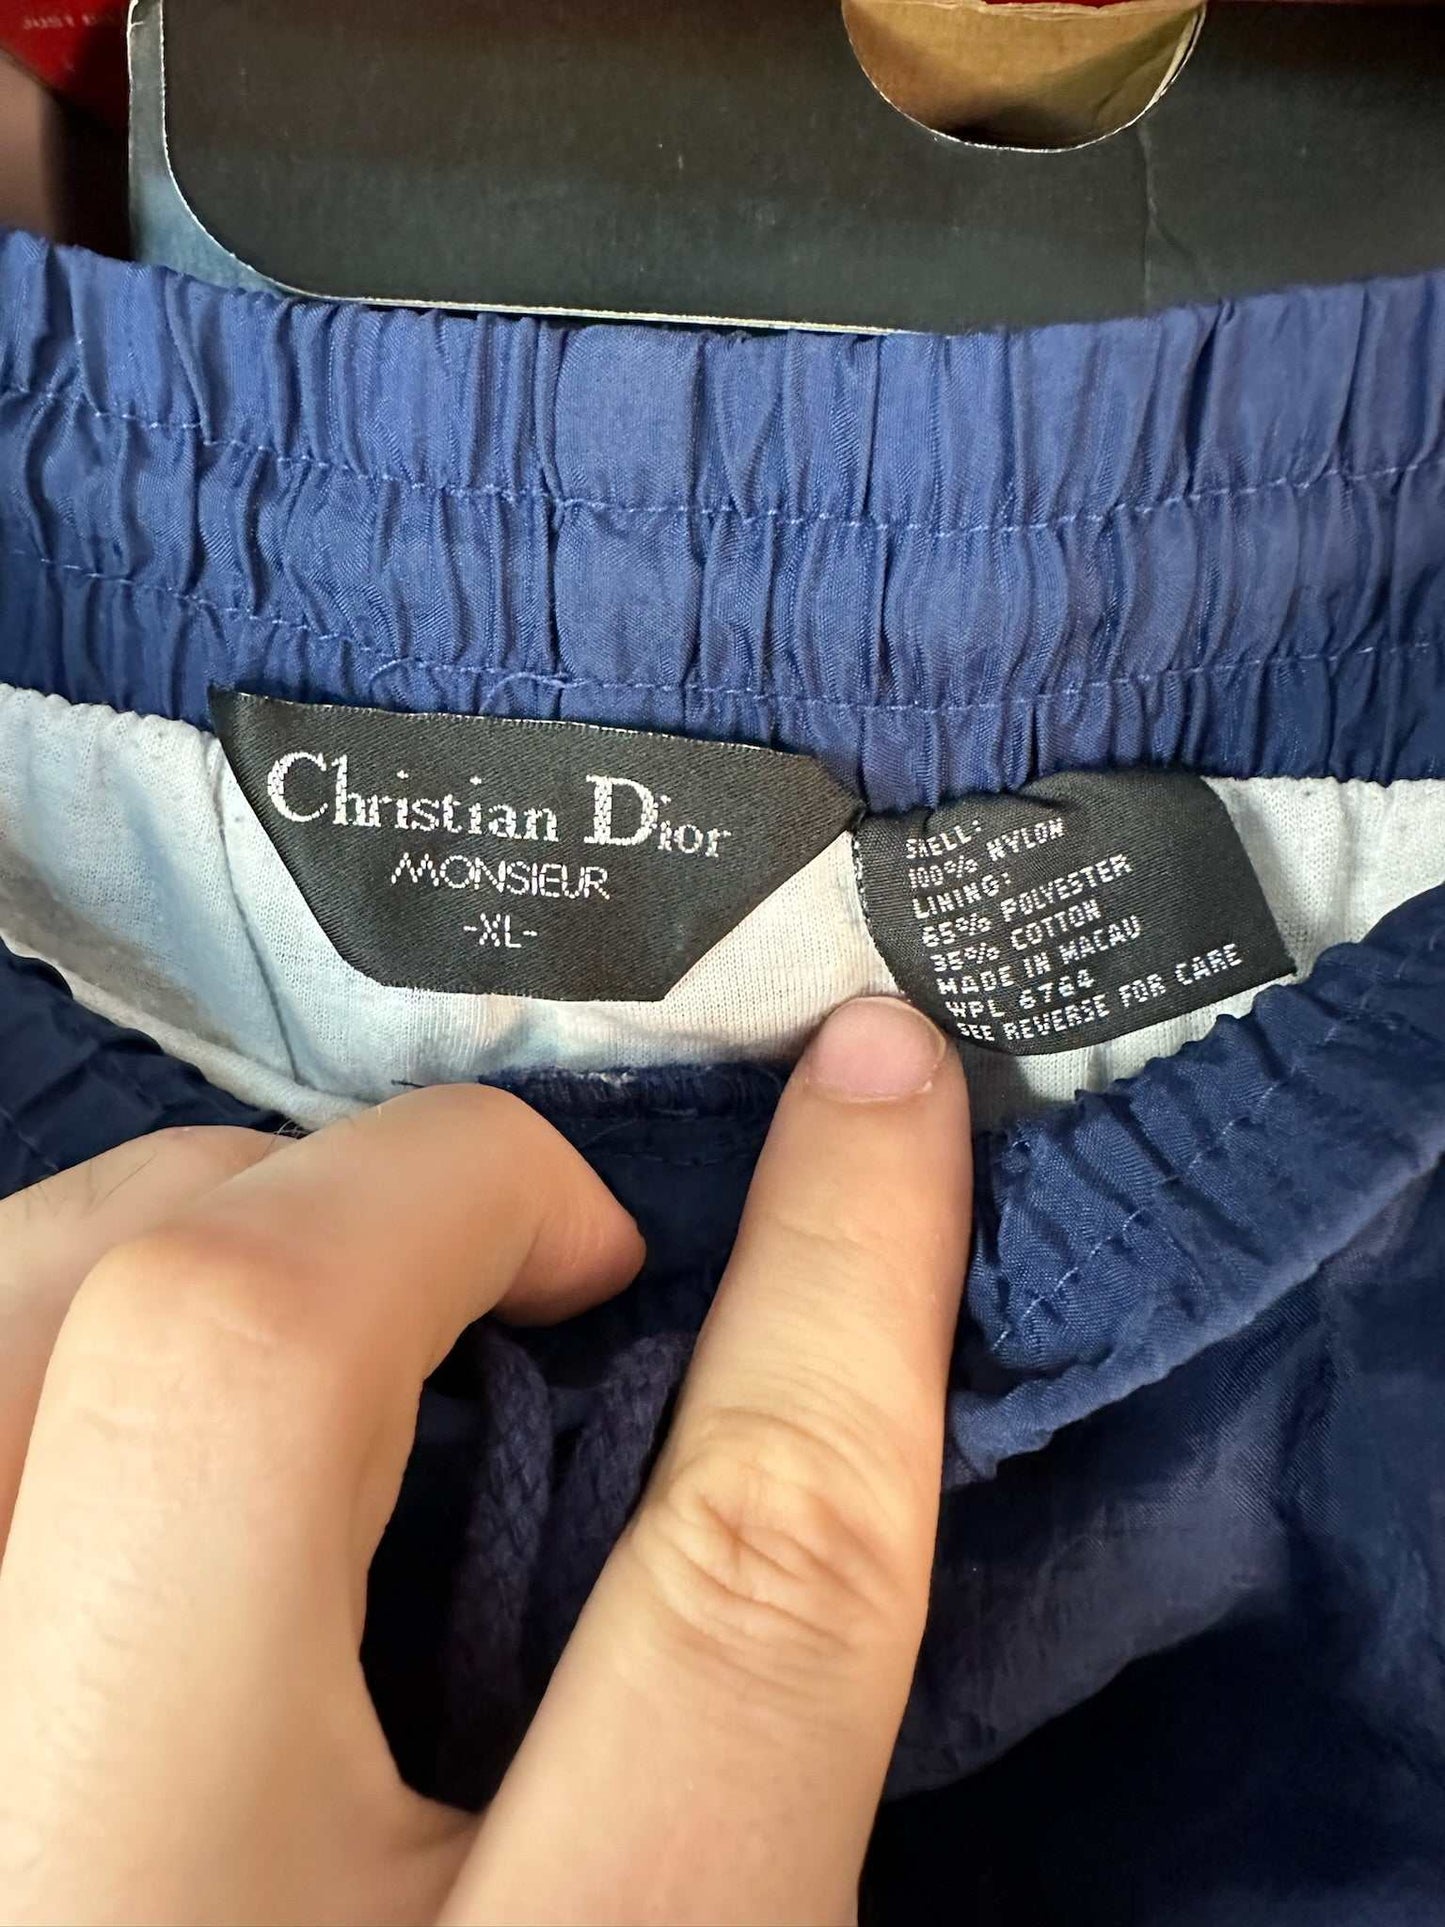 Christian Dior
MONSIEUR
-XL-
SHELL:
100% NYLON
LINING:
65% POLYESTER
35% COTTON
MADE IN MACAU
WPL 6764
SEE REVERSE FOR CARE